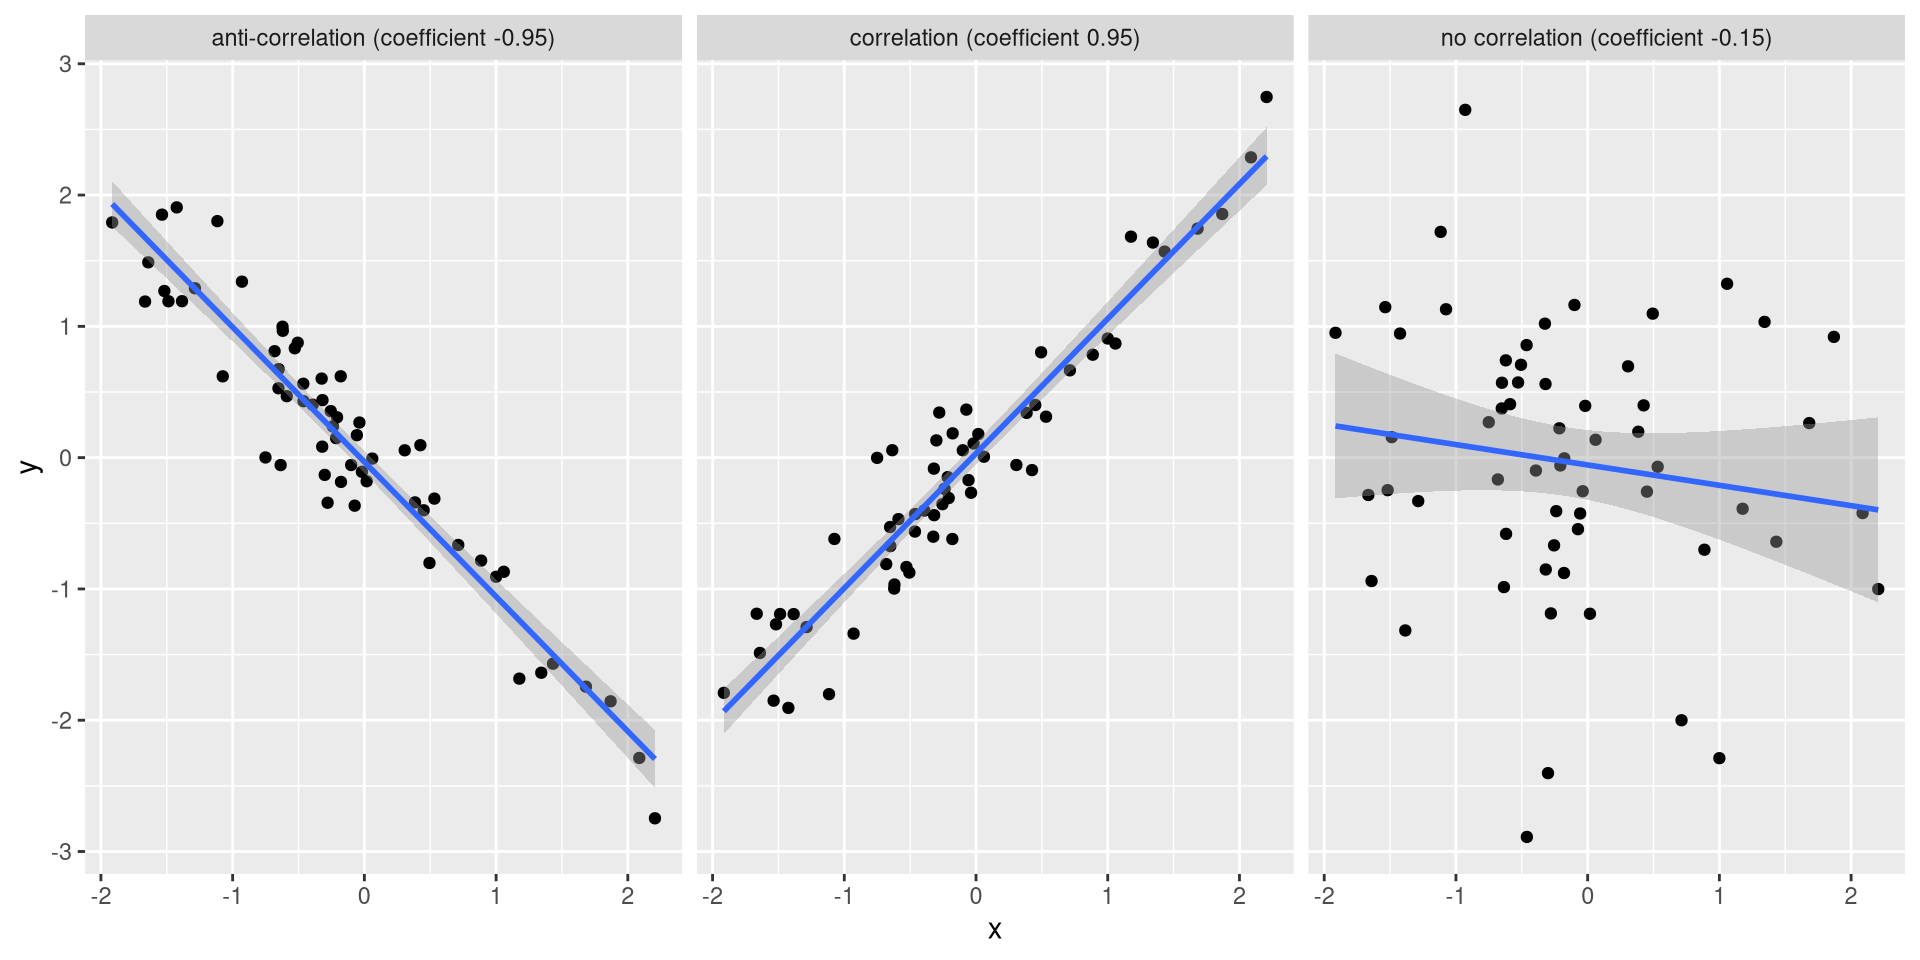 anti-correlation (coefficient -0.95)
correlation (coefficient 0.95)
no correlation (coefficient -0.15)
3
2
1
0
-1
-2
-3
y
-2 -1 0 1 2
-2 -1 0 1 2
-2 -1 0 1 2
x